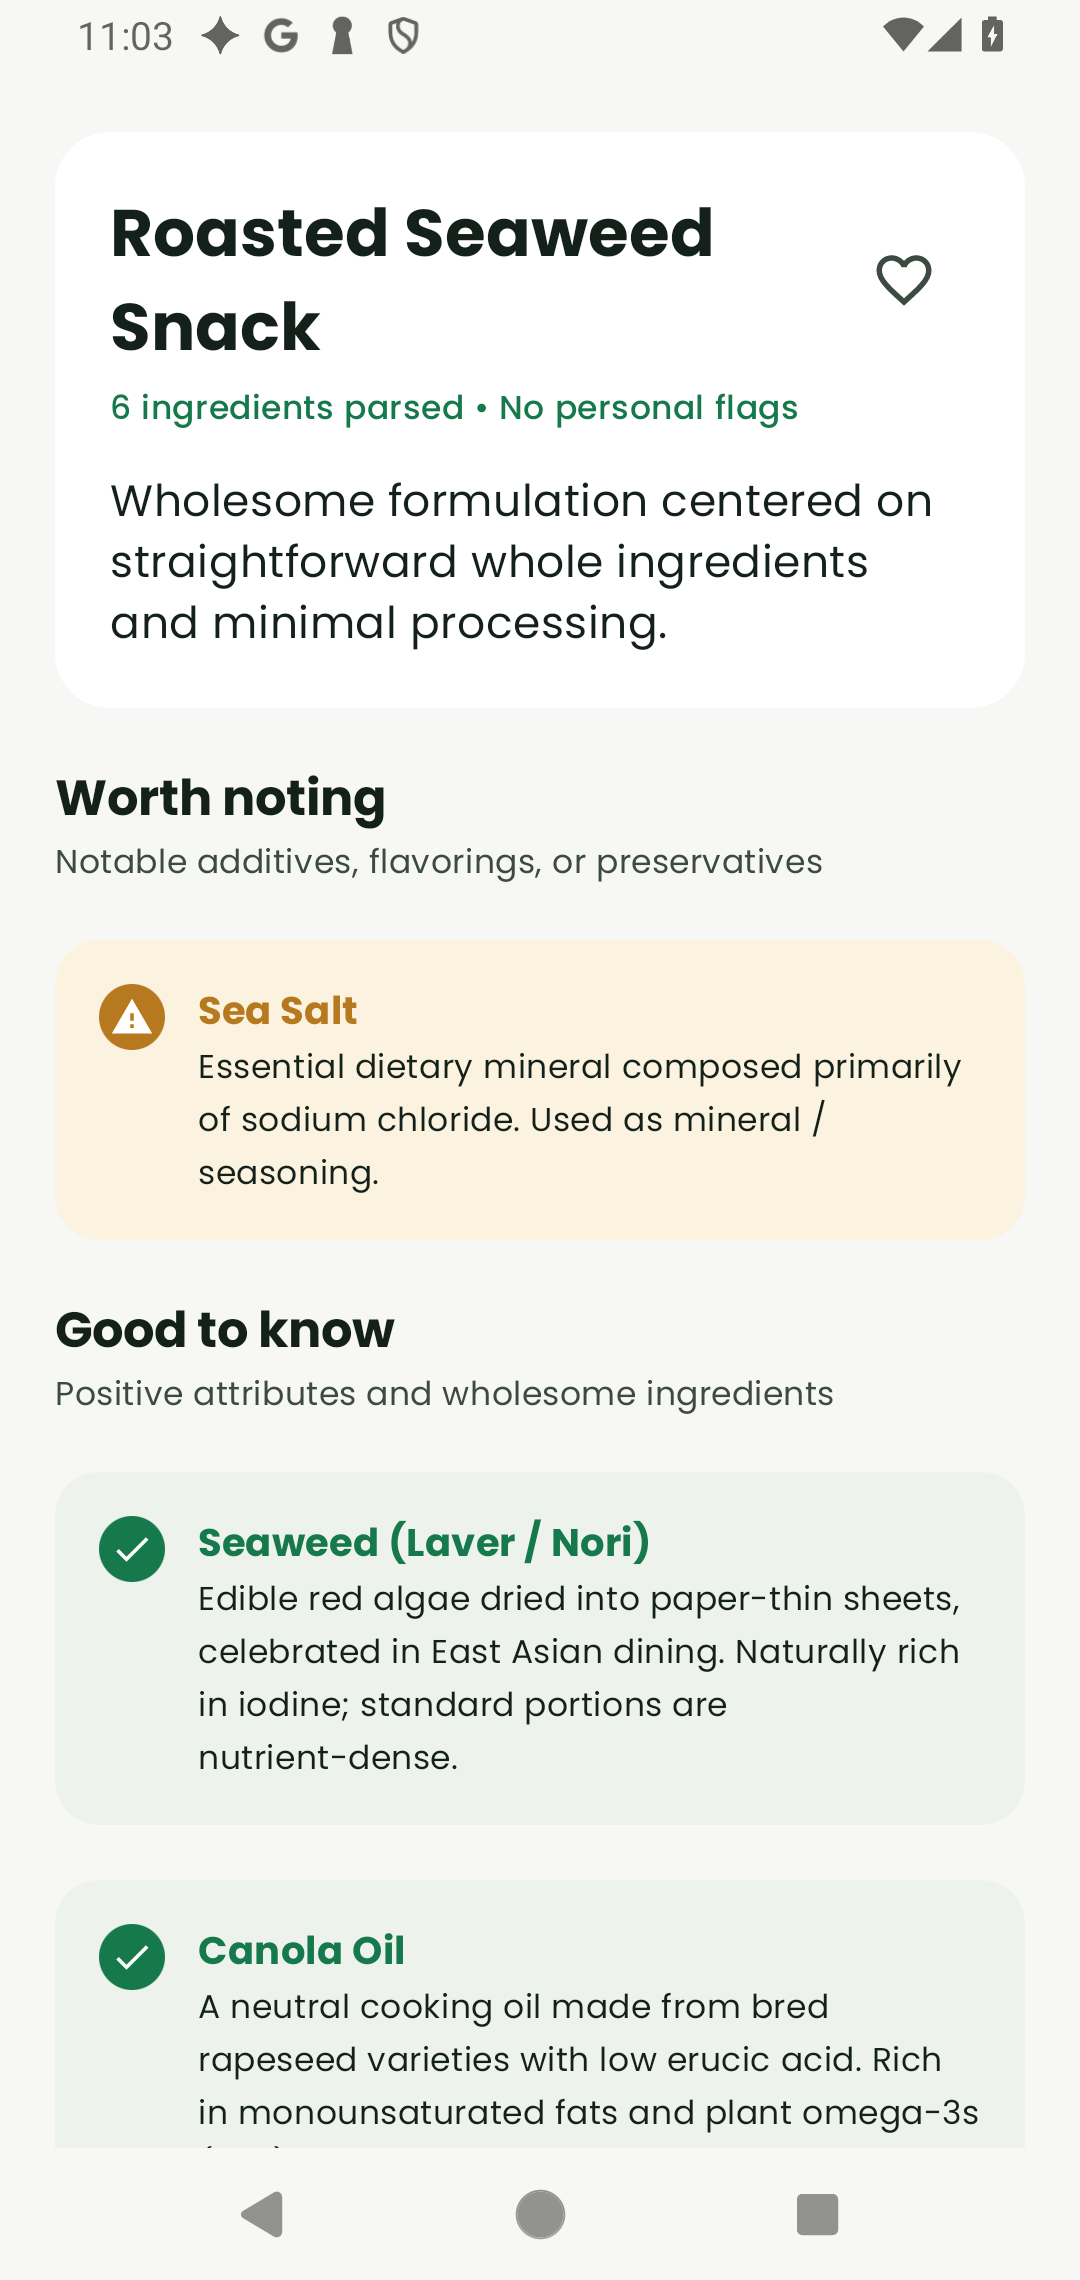 11:03
Roasted Seaweed
Snack
6 ingredients parsed • No personal flags
Wholesome formulation centered on
straightforward whole ingredients
and minimal processing.
Worth noting
Notable additives, flavorings, or preservatives
Sea Salt
Essential dietary mineral composed primarily
of sodium chloride. Used as mineral /
seasoning.
Good to know
Positive attributes and wholesome ingredients
Seaweed (Laver / Nori)
Edible red algae dried into paper-thin sheets,
celebrated in East Asian dining. Naturally rich
in iodine; standard portions are
nutrient-dense.
Canola Oil
A neutral cooking oil made from bred
rapeseed varieties with low erucic acid. Rich
in monounsaturated fats and plant omega-3s